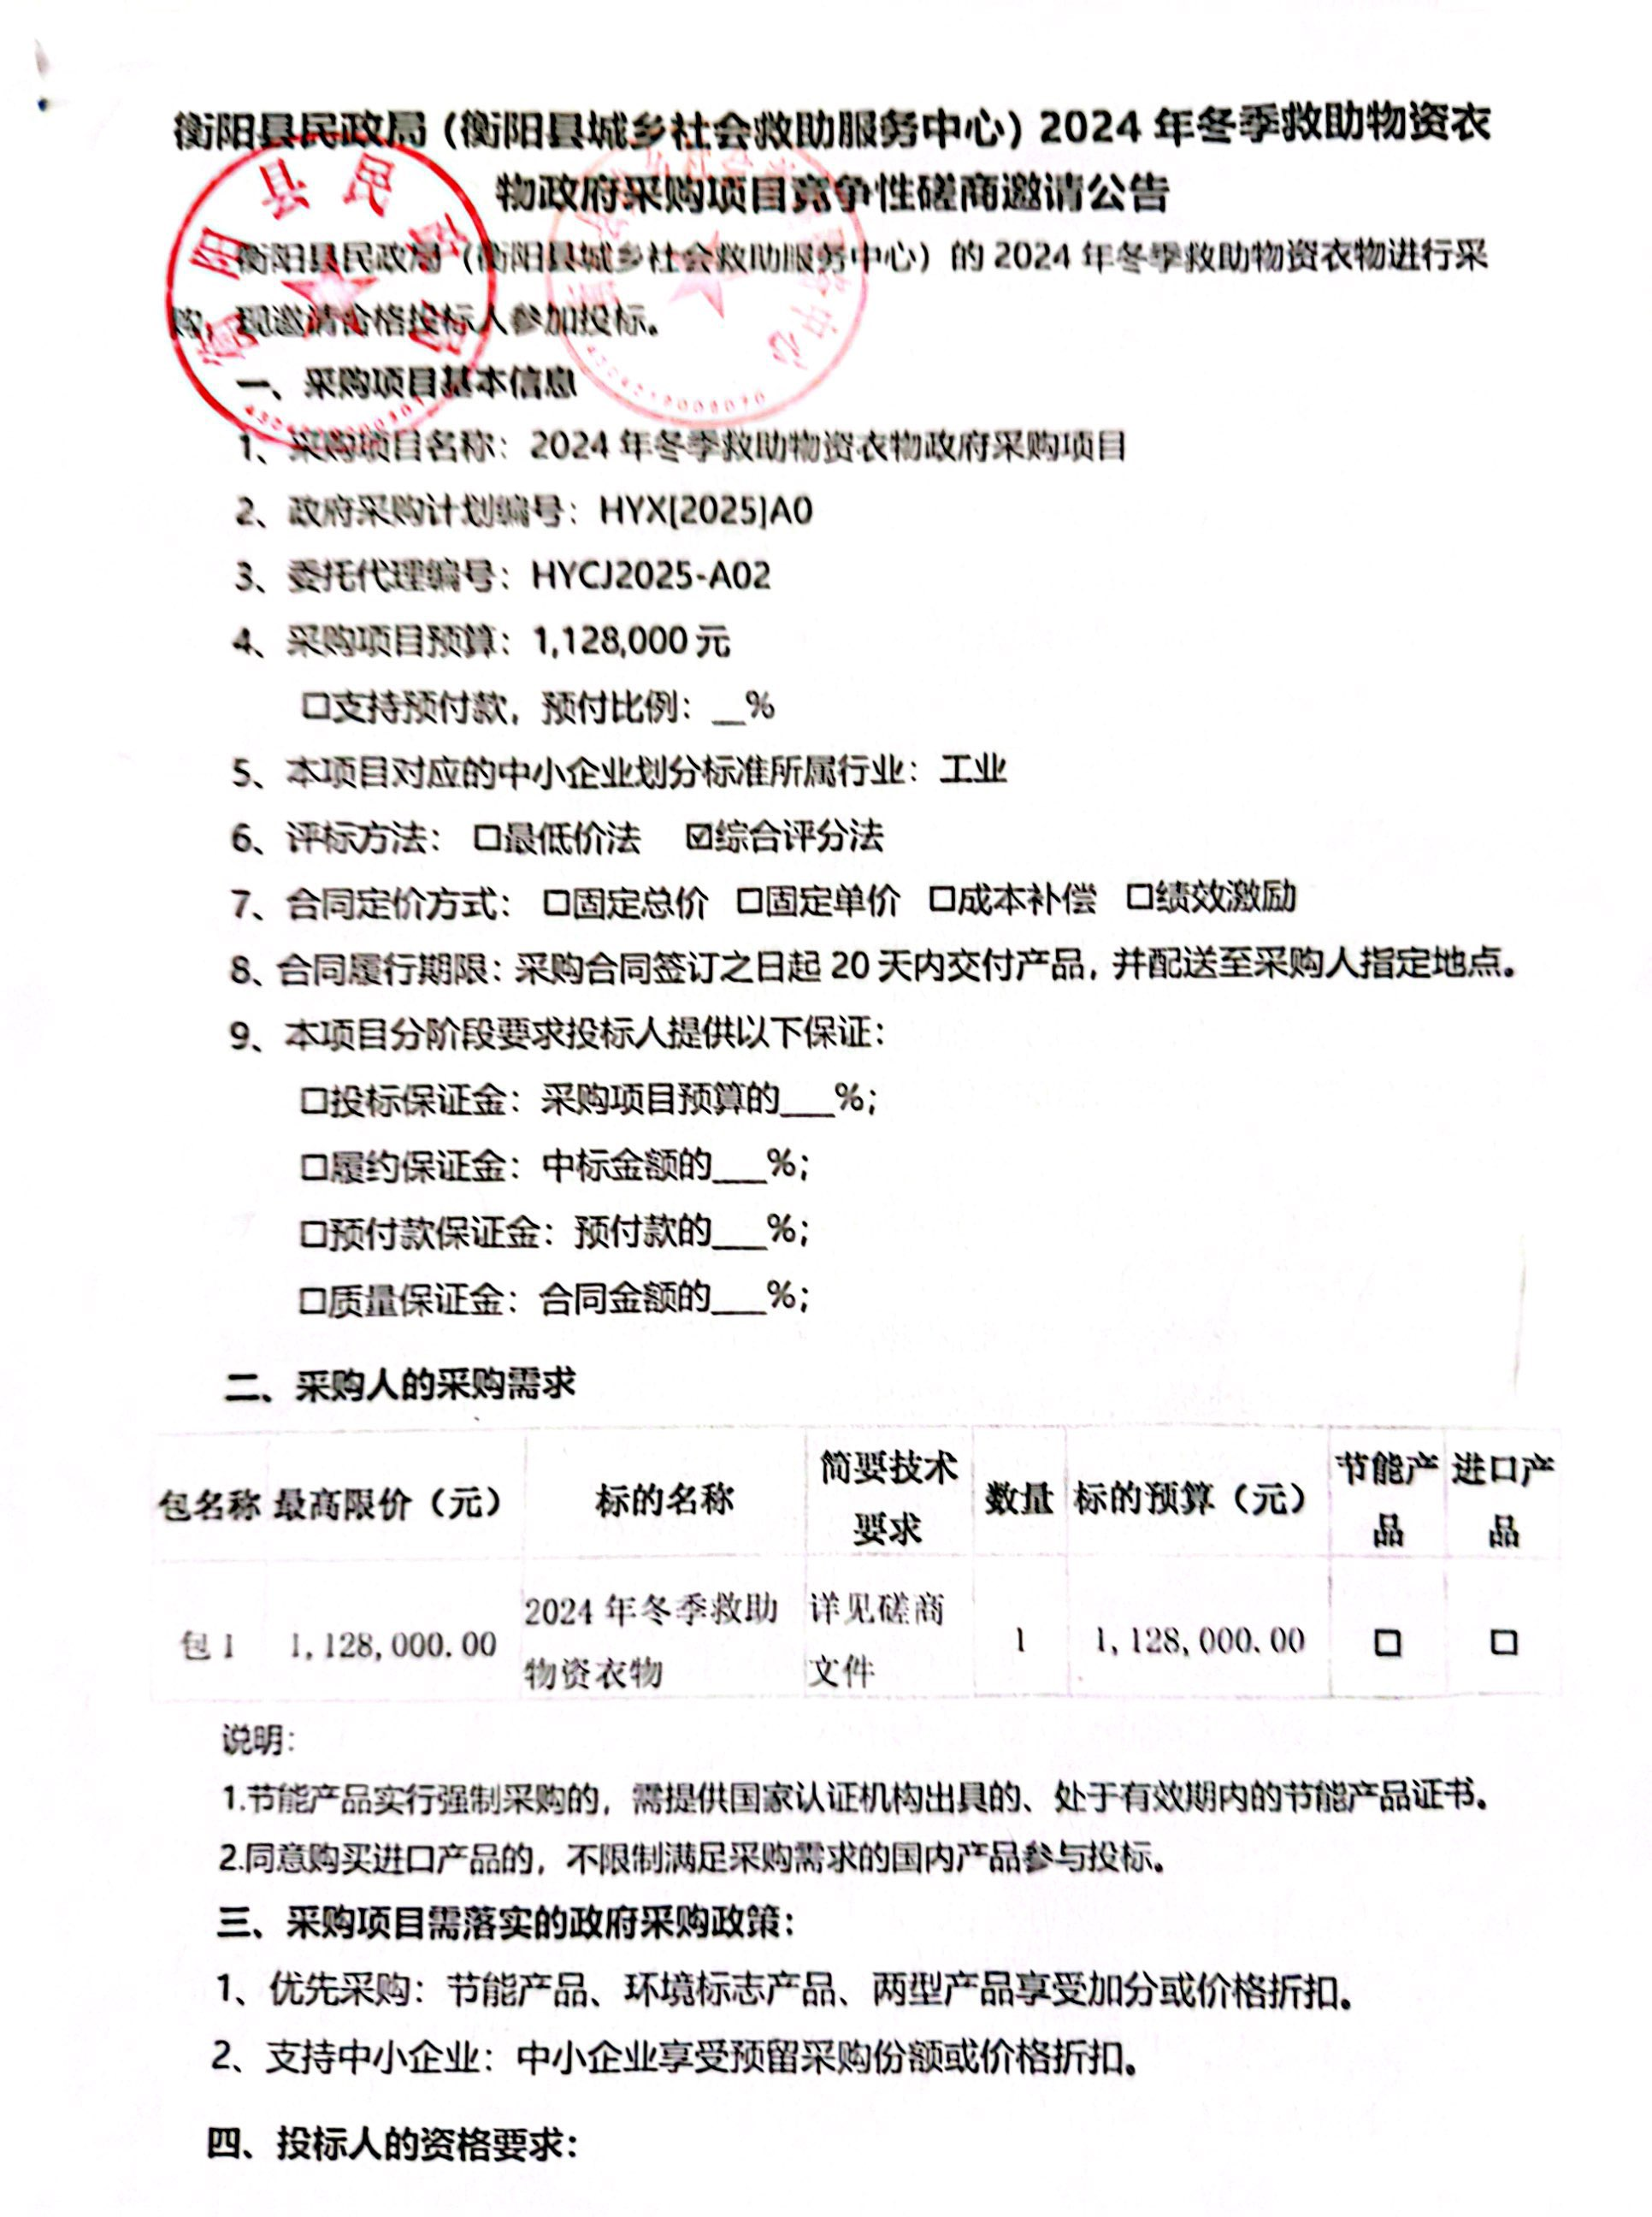 衡阳县民政局（衡阳县城乡社会救助服务中心）2024 年冬季救助物资衣
物政府采购项目竞争性磋商邀请公告
衡阳县民政局（衡阳县城乡社会救助服务中心）的 2024 年冬季救助物资衣物进行采
购，现邀请合格投标人参加投标。
一、采购项目基本信息
1、采购项目名称：2024 年冬季救助物资衣物政府采购项目
2、政府采购计划编号：HYX[2025]A0
3、委托代理编号：HYCJ2025-A02
4、采购项目预算：1,128,000 元
☐支持预付款，预付比例：__%
5、本项目对应的中小企业划分标准所属行业：工业
6、评标方法：☐最低价法 ☑综合评分法
7、合同定价方式：☐固定总价 ☐固定单价 ☐成本补偿 ☐绩效激励
8、合同履行期限：采购合同签订之日起 20 天内交付产品，并配送至采购人指定地点。
9、本项目分阶段要求投标人提供以下保证：
☐投标保证金：采购项目预算的___%；
☐履约保证金：中标金额的___%；
☐预付款保证金：预付款的___%；
☐质量保证金：合同金额的___%；
二、采购人的采购需求
包名称 最高限价（元） 标的名称 简要技术要求 数量 标的预算（元） 节能产品 进口产品
包 1 1,128,000.00 2024 年冬季救助物资衣物 详见磋商文件 1 1,128,000.00 ☐ ☐
说明：
1.节能产品实行强制采购的，需提供国家认证机构出具的、处于有效期内的节能产品证书。
2.同意购买进口产品的，不限制满足采购需求的国内产品参与投标。
三、采购项目需落实的政府采购政策：
1、优先采购：节能产品、环境标志产品、两型产品享受加分或价格折扣。
2、支持中小企业：中小企业享受预留采购份额或价格折扣。
四、投标人的资格要求：